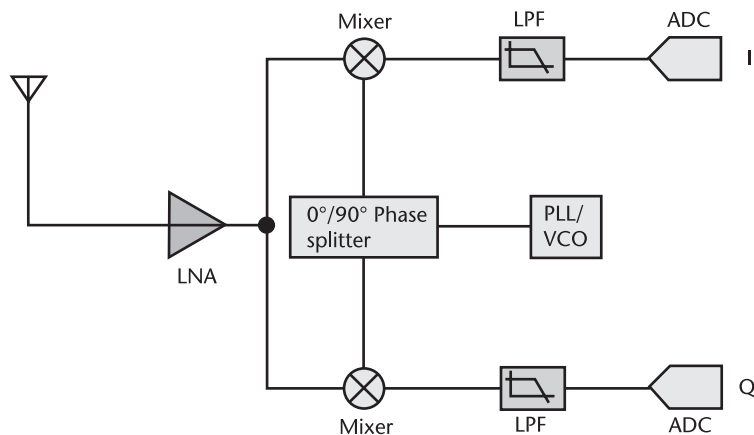 Mixer
LPF
ADC
I
0°/90° Phase
splitter
PLL/
VCO
LNA
Mixer
LPF
ADC
Q